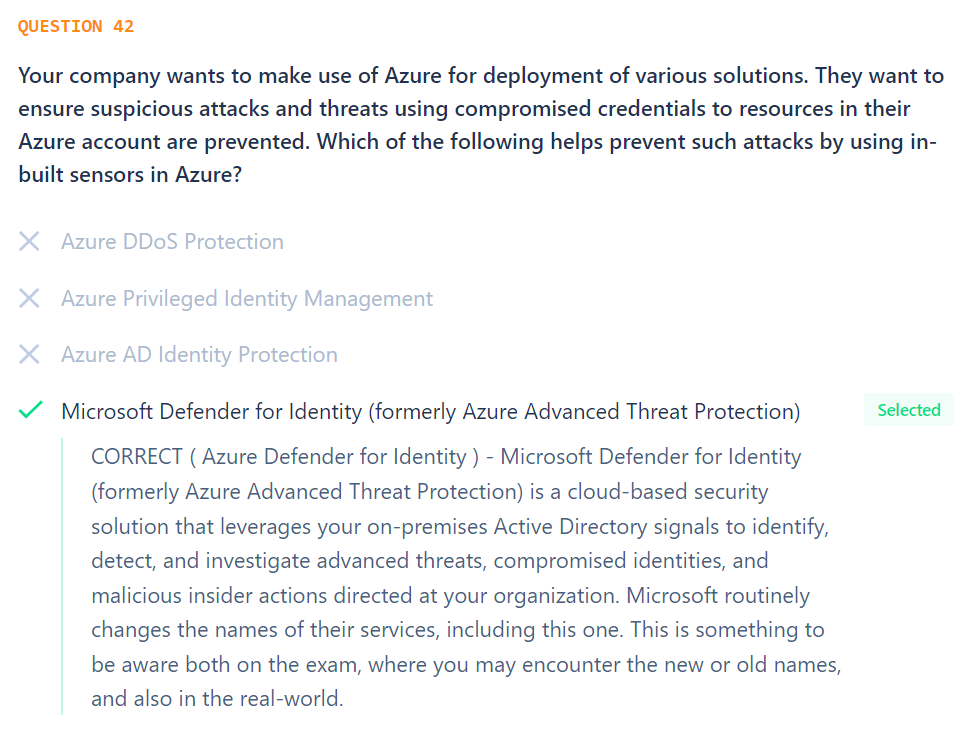 QUESTION 42
Your company wants to make use of Azure for deployment of various solutions. They want to
ensure suspicious attacks and threats using compromised credentials to resources in their
Azure account are prevented. Which of the following helps prevent such attacks by using in-
built sensors in Azure?
Azure DDoS Protection
Azure Privileged Identity Management
Azure AD Identity Protection
Microsoft Defender for Identity (formerly Azure Advanced Threat Protection) Selected
CORRECT ( Azure Defender for Identity ) - Microsoft Defender for Identity
(formerly Azure Advanced Threat Protection) is a cloud-based security
solution that leverages your on-premises Active Directory signals to identify,
detect, and investigate advanced threats, compromised identities, and
malicious insider actions directed at your organization. Microsoft routinely
changes the names of their services, including this one. This is something to
be aware both on the exam, where you may encounter the new or old names,
and also in the real-world.